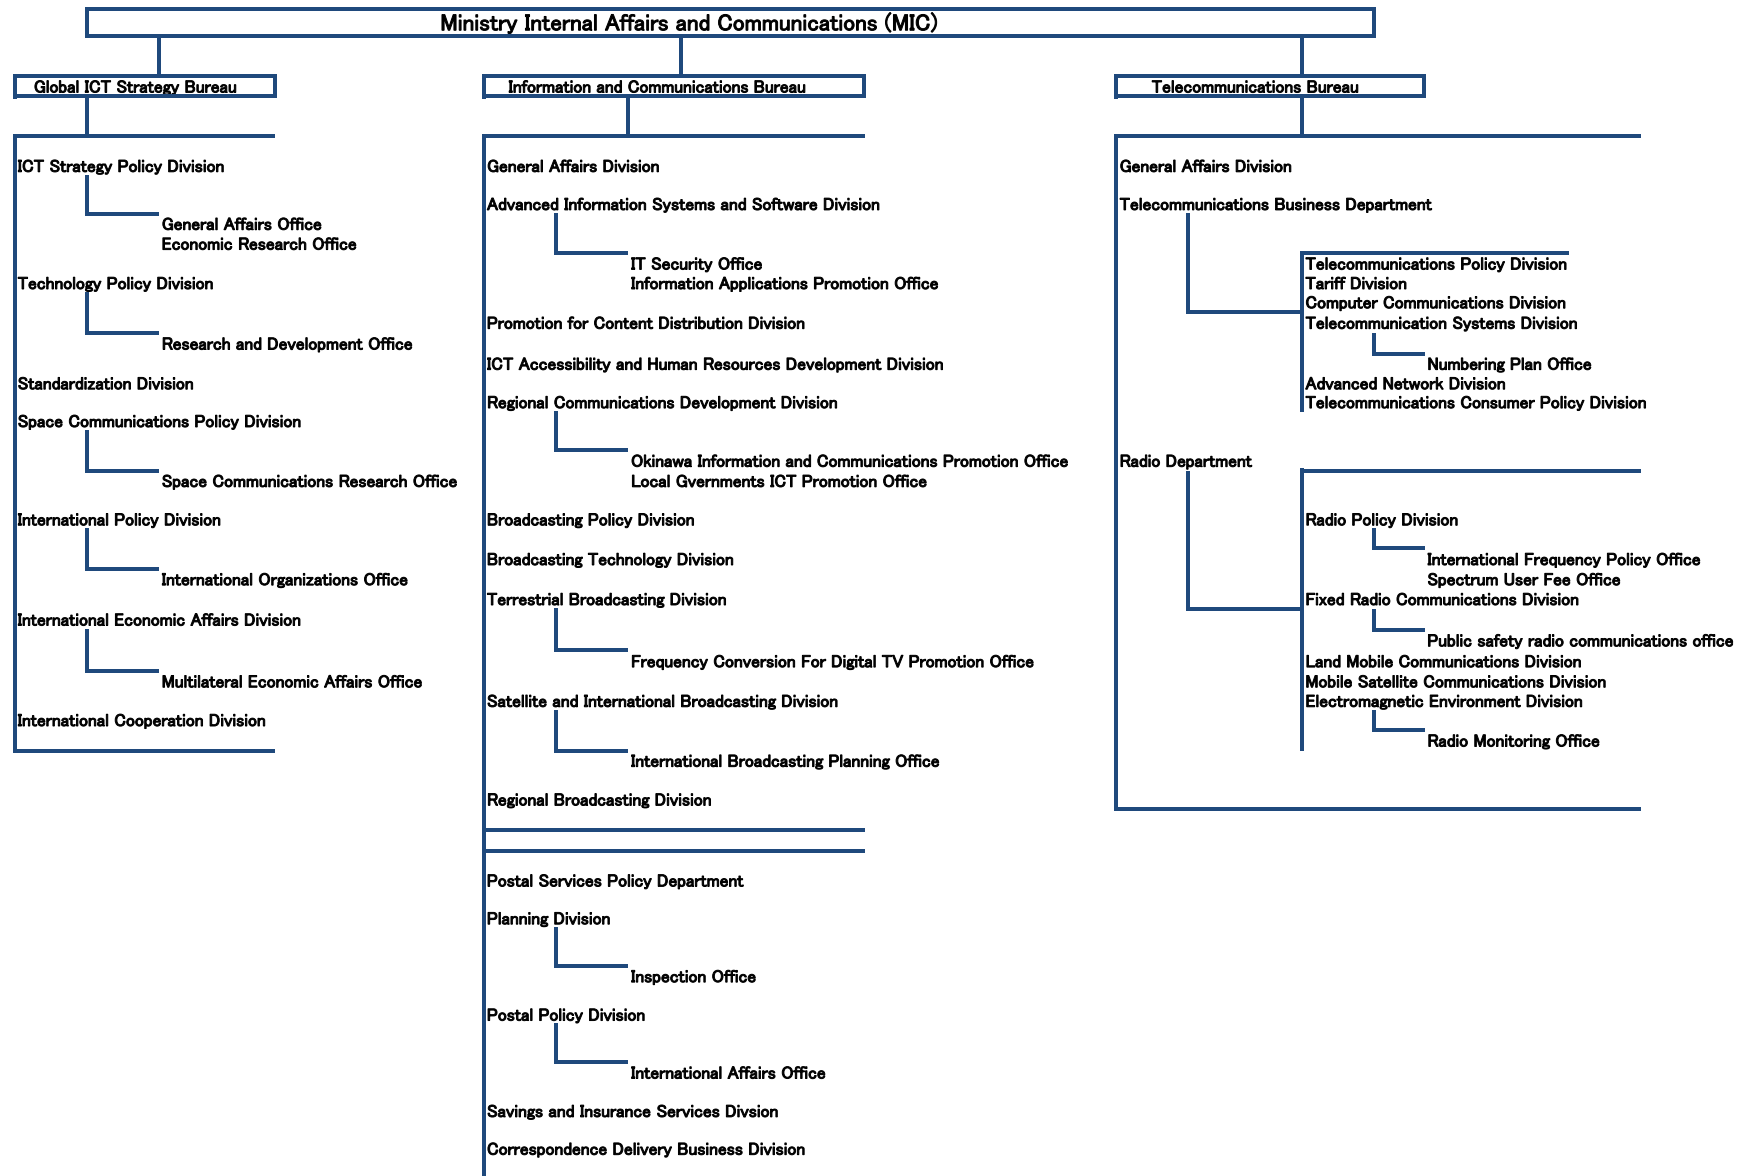 Ministry Internal Affairs and Communications (MIC)
Global ICT Strategy Bureau
ICT Strategy Policy Division
General Affairs Office
Economic Research Office
Technology Policy Division
Research and Development Office
Standardization Division
Space Communications Policy Division
Space Communications Research Office
International Policy Division
International Organizations Office
International Economic Affairs Division
Multilateral Economic Affairs Office
International Cooperation Division
Information and Communications Bureau
General Affairs Division
Advanced Information Systems and Software Division
IT Security Office
Information Applications Promotion Office
Promotion for Content Distribution Division
ICT Accessibility and Human Resources Development Division
Regional Communications Development Division
Okinawa Information and Communications Promotion Office
Local Gvernments ICT Promotion Office
Broadcasting Policy Division
Broadcasting Technology Division
Terrestrial Broadcasting Division
Frequency Conversion For Digital TV Promotion Office
Satellite and International Broadcasting Division
International Broadcasting Planning Office
Regional Broadcasting Division
Postal Services Policy Department
Planning Division
Inspection Office
Postal Policy Division
International Affairs Office
Savings and Insurance Services Divsion
Correspondence Delivery Business Division
Telecommunications Bureau
General Affairs Division
Telecommunications Business Department
Telecommunications Policy Division
Tariff Division
Computer Communications Division
Telecommunication Systems Division
Numbering Plan Office
Advanced Network Division
Telecommunications Consumer Policy Division
Radio Department
Radio Policy Division
International Frequency Policy Office
Spectrum User Fee Office
Fixed Radio Communications Division
Public safety radio communications office
Land Mobile Communications Division
Mobile Satellite Communications Division
Electromagnetic Environment Division
Radio Monitoring Office